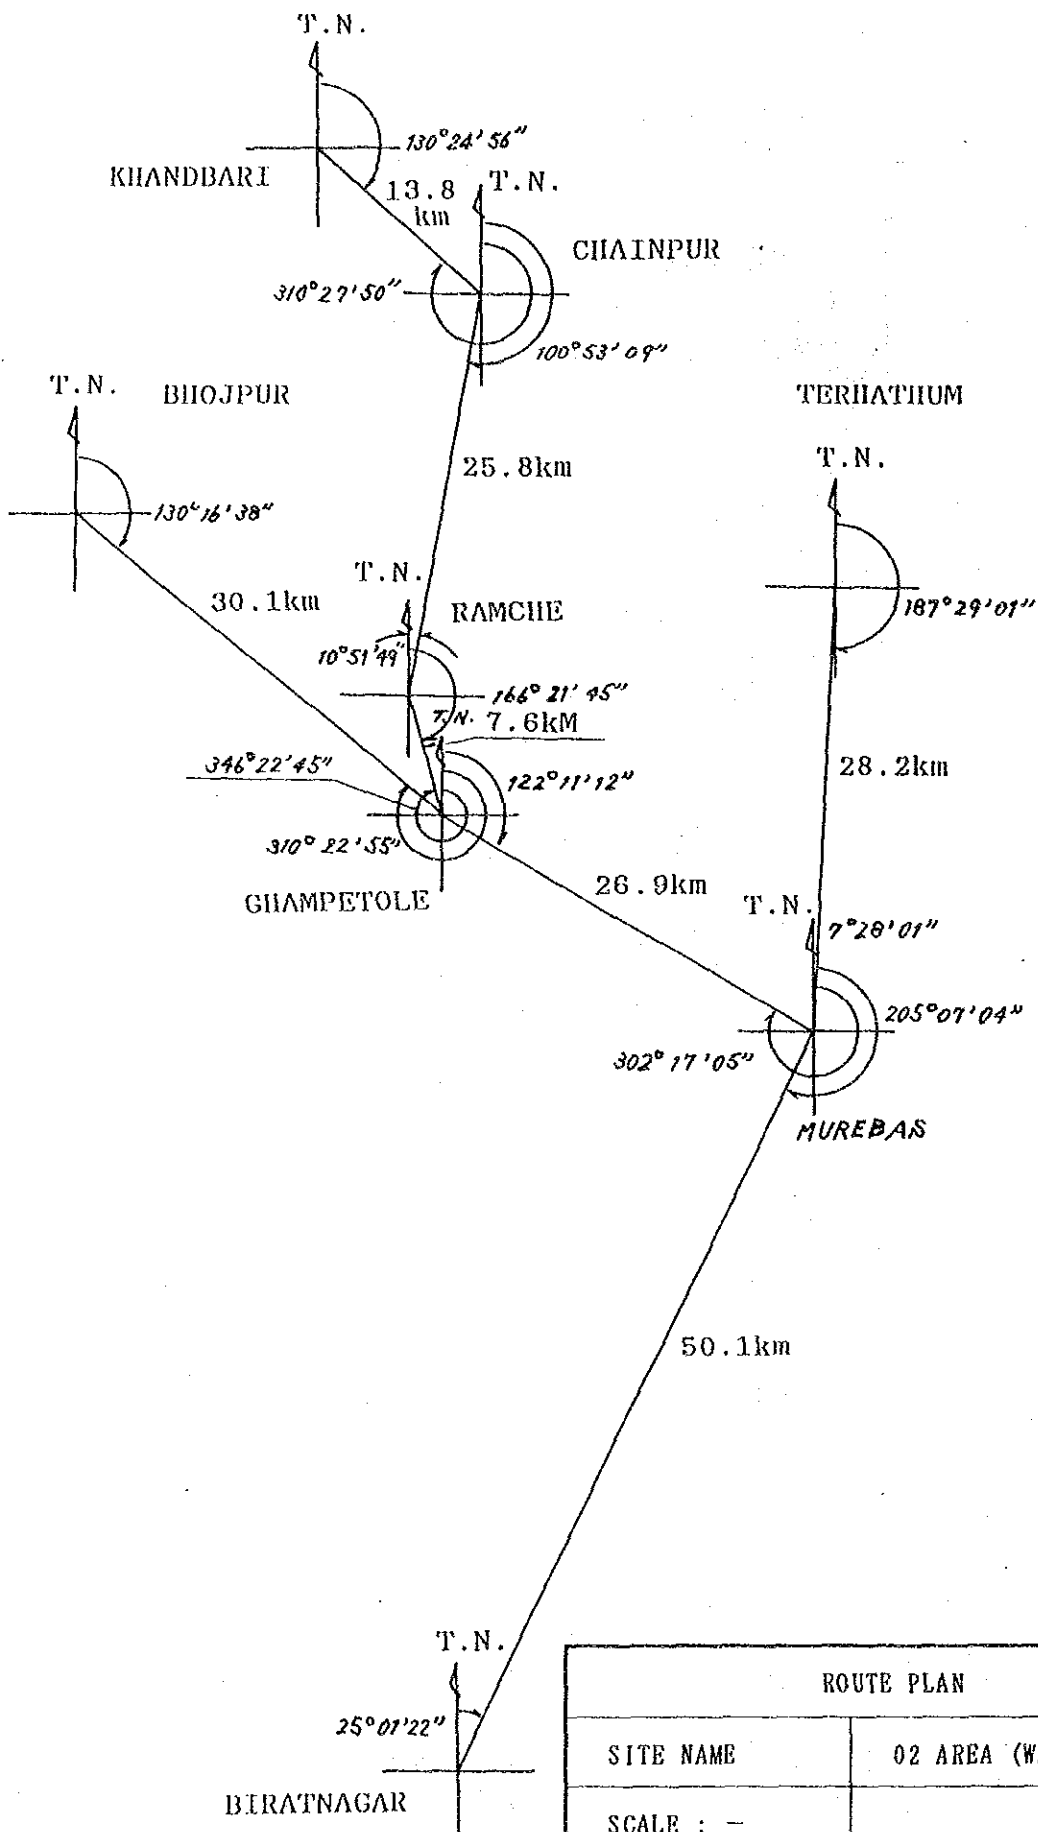 T.N.
130°24'56"
KHANDBARI
13.8
km
T.N.
CHAINPUR
310°27'50"
100°53'09"
T.N.
BHOJPUR
TERHATHUM
T.N.
25.8km
130°16'38"
T.N.
30.1km
RAMCHE
187°29'01"
10°51'49"
166°21'45"
T.N.
7.6kM
346°22'45"
122°11'12"
28.2km
310°22'55"
GHAMPETOLE
26.9km
T.N.
7°28'01"
205°07'04"
302°17'05"
MUREBAS
50.1km
T.N.
ROUTE PLAN
25°01'22"
SITE NAME
02 AREA (W
BIRATNAGAR
SCALE : -